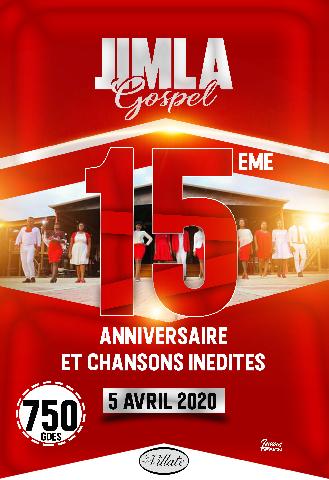 JIMLA
Gospel
15 EME
ANNIVERSAIRE
ET CHANSONS INEDITES
5 AVRIL 2020
750
GDES
Villate